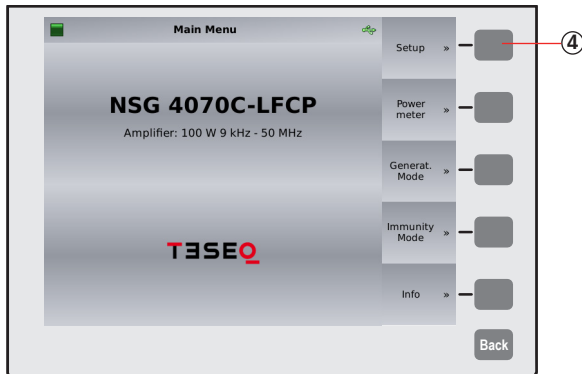 Main Menu
NSG 4070C-LFCP
Amplifier: 100 W 9 kHz - 50 MHz
TESEQ
Setup »
Power
meter »
Generat.
Mode »
Immunity
Mode »
Info »
Back
4